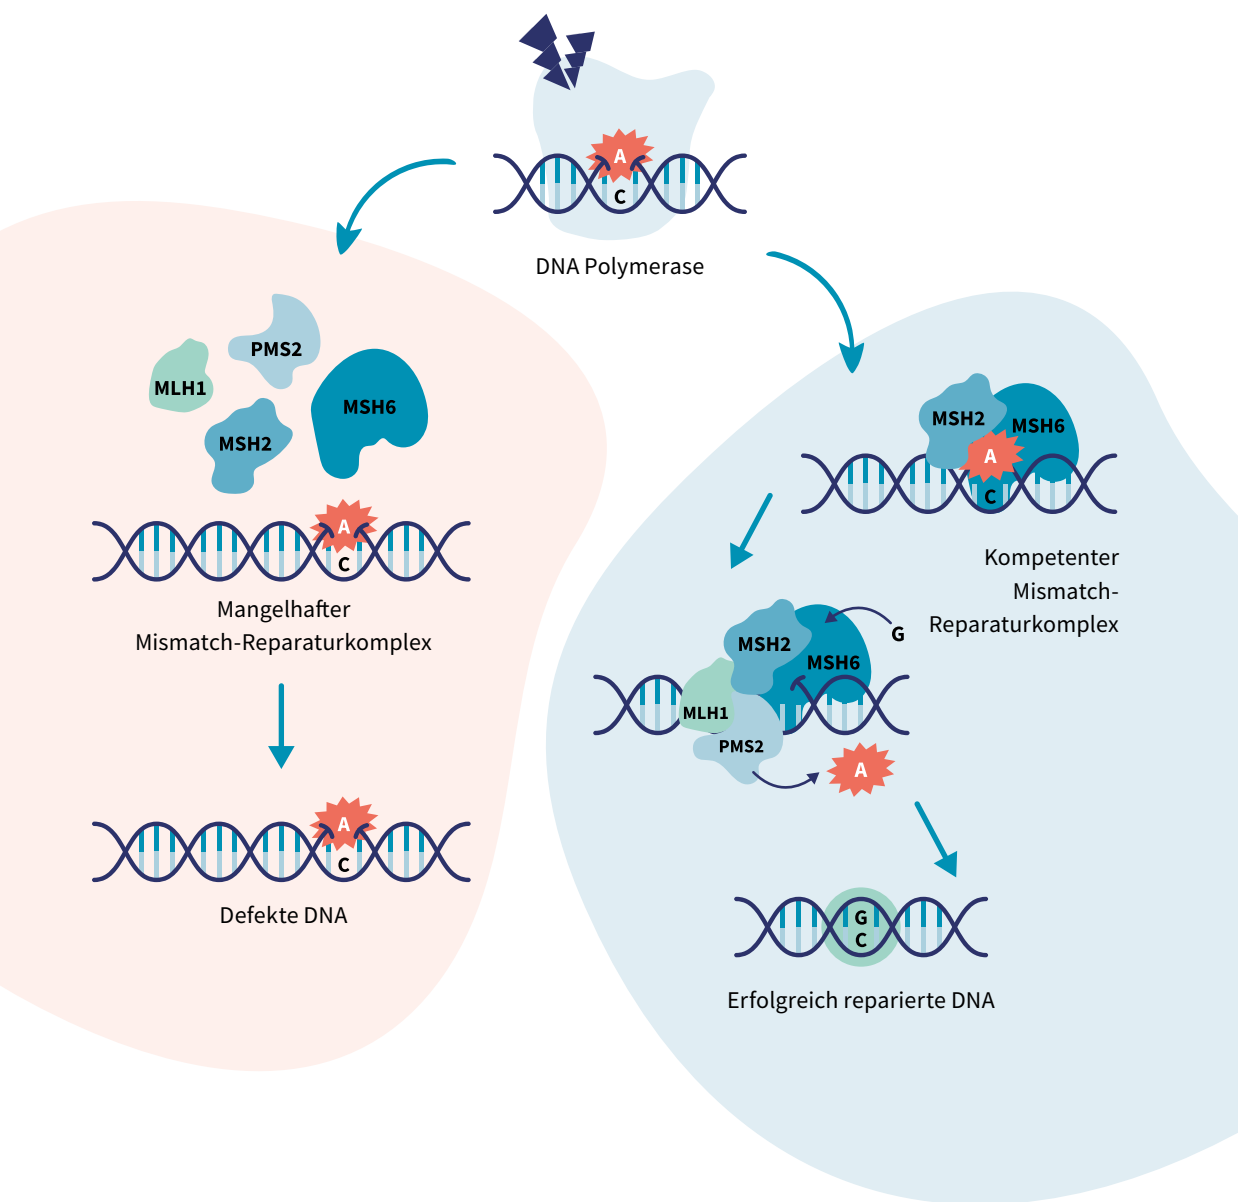 A
C
DNA Polymerase
PMS2
MLH1
MSH6
MSH2
A
C
Mangelhafter
Mismatch-Reparaturkomplex
A
C
Defekte DNA
MSH2
MSH6
A
C
Kompetenter
Mismatch-
Reparaturkomplex
G
MSH2
MSH6
MLH1
PMS2
A
G
C
Erfolgreich reparierte DNA